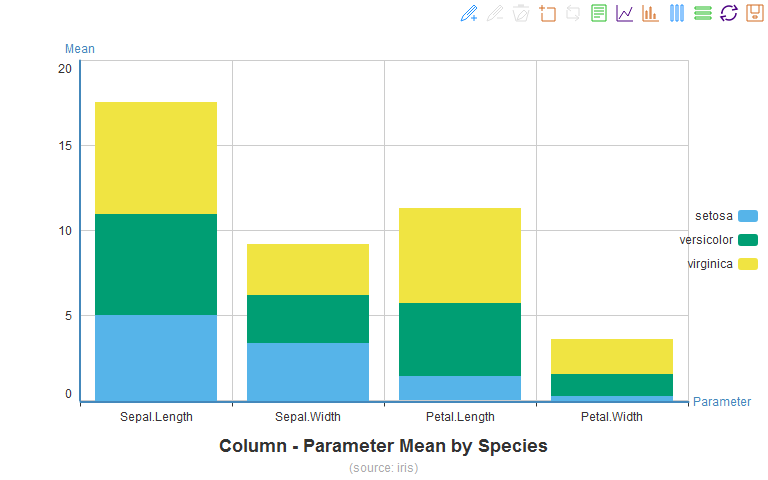 Mean
20
15
10
5
0
setosa
versicolor
virginica
Parameter
Sepal.Length Sepal.Width Petal.Length Petal.Width
Column - Parameter Mean by Species
(source: iris)